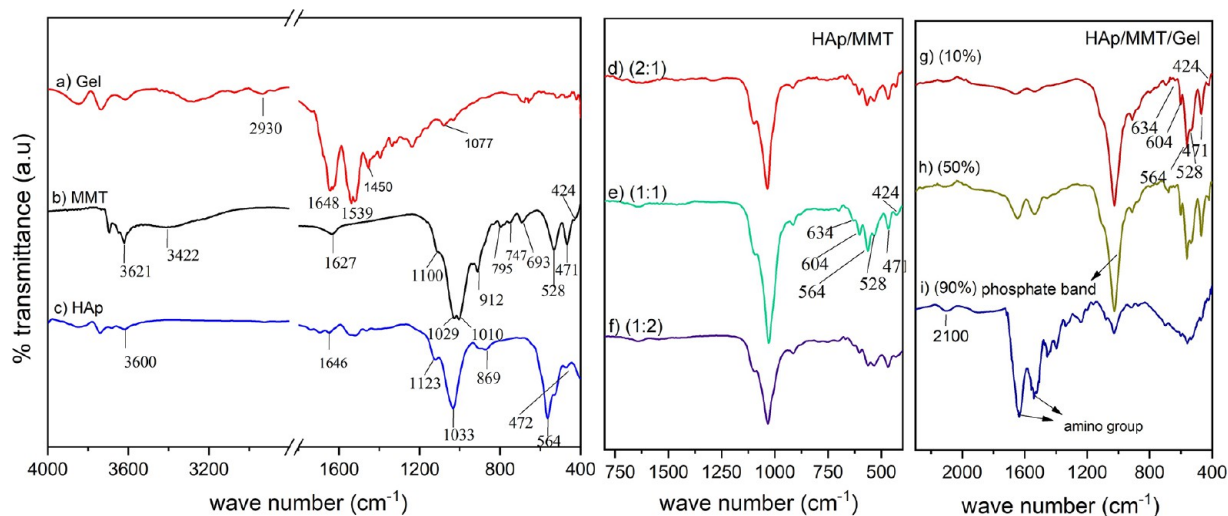 % transmittance (a.u)
a) Gel
2930
1648
1539
1450
1077
b) MMT
3621
3422
1627
1100
1029
1010
912
795
747
693
528
471
424
c) HAp
3600
1646
1123
1033
869
472
564
4000 3600 3200 1600 1200 800 400
wave number (cm⁻¹)
HAp/MMT
d) (2:1)
e) (1:1)
634
604
564
528
471
424
f) (1:2)
1750 1500 1250 1000 750 500
wave number (cm⁻¹)
HAp/MMT/Gel
g) (10%)
424
634
604
564
528
471
h) (50%)
phosphate band
i) (90%)
2100
amino group
2000 1600 1200 800 400
wave number (cm⁻¹)